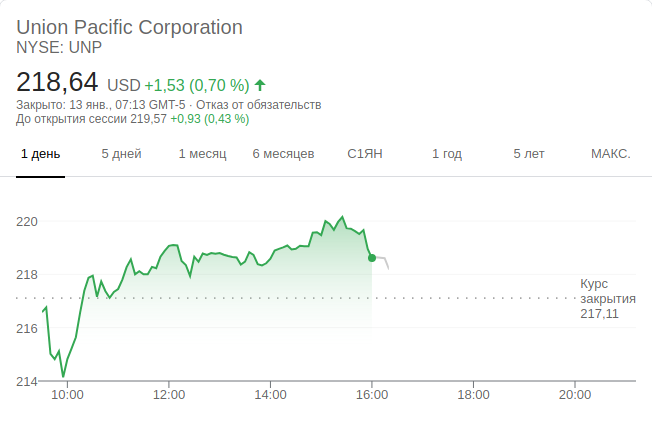 Union Pacific Corporation
NYSE: UNP
218,64 USD +1,53 (0,70 %)
Закрыто: 13 янв., 07:13 GMT-5 · Отказ от обязательств
До открытия сессии 219,57 +0,93 (0,43 %)
1 день 5 дней 1 месяц 6 месяцев С1ЯН 1 год 5 лет МАКС.
220
218
Курс
закрытия
217,11
216
214
10:00 12:00 14:00 16:00 18:00 20:00